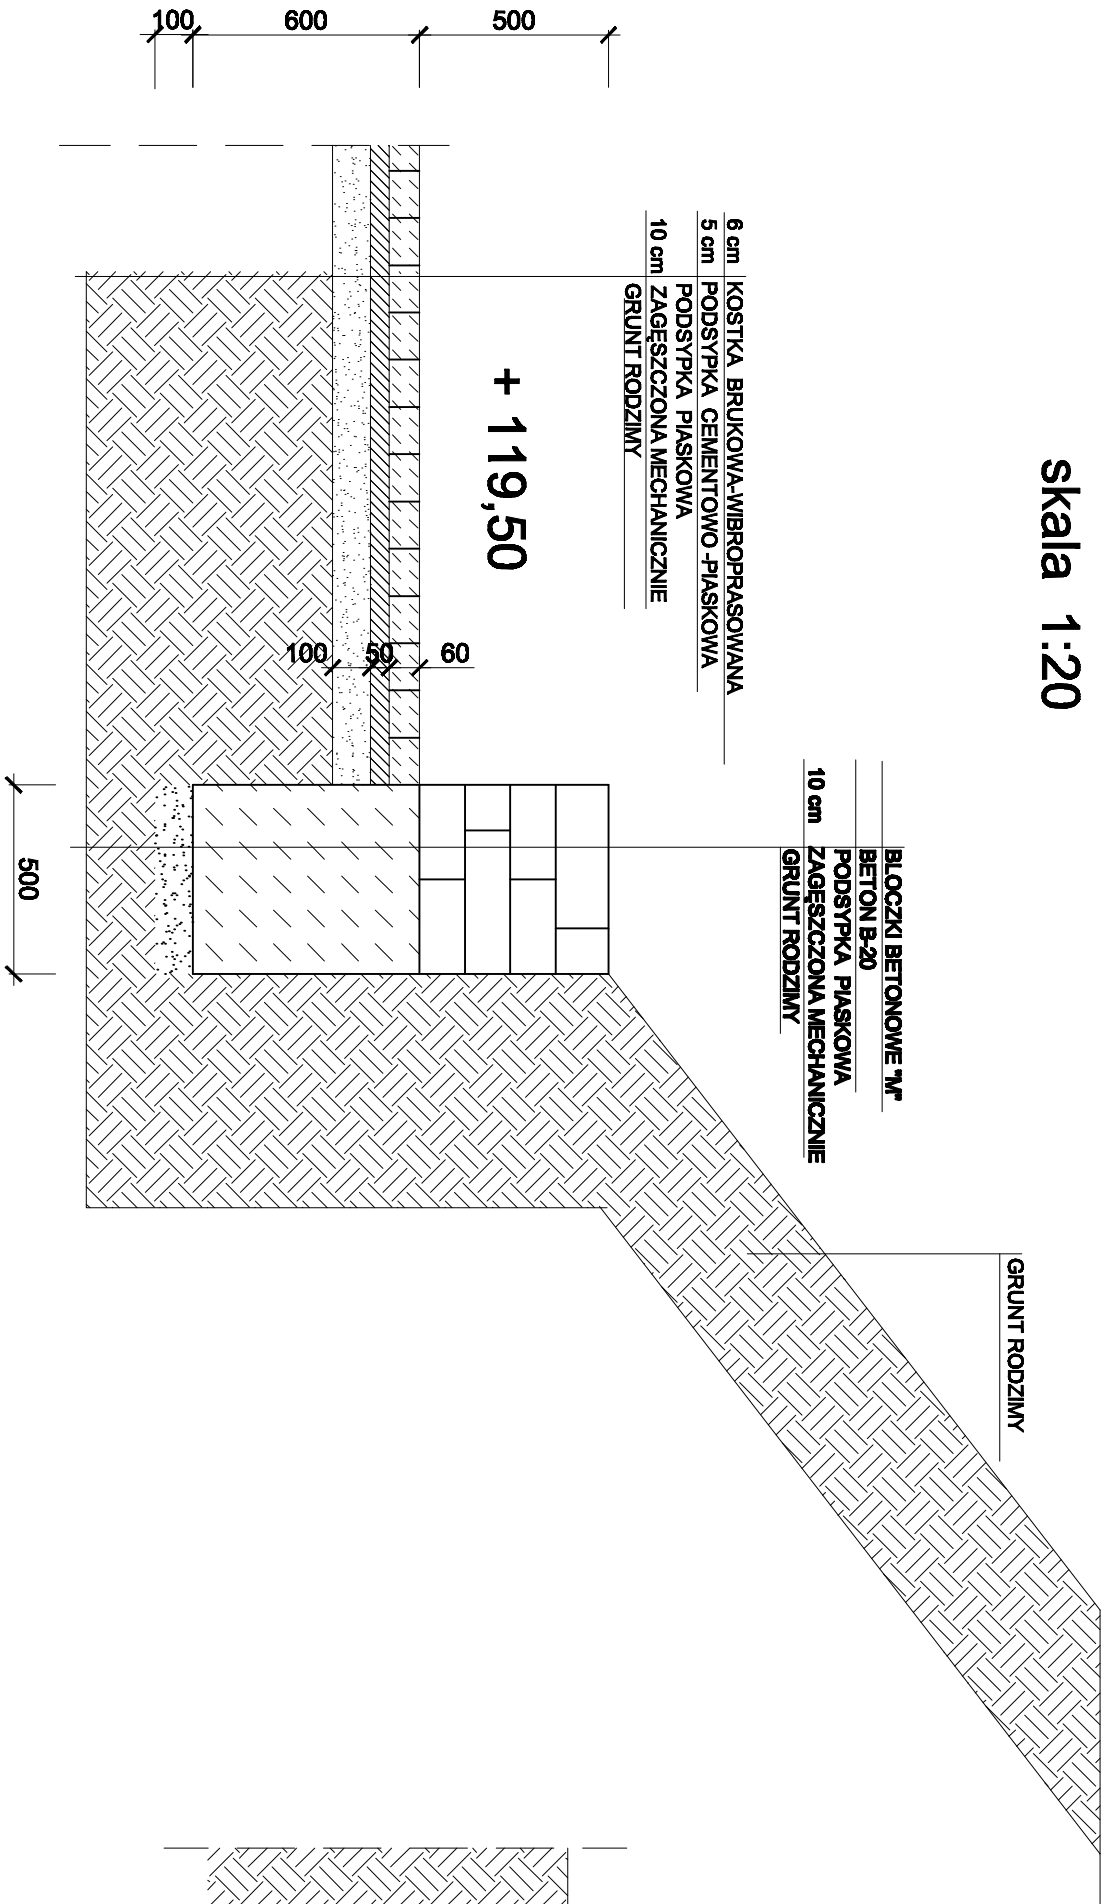 skala 1:20
6 cm KOSTKA BRUKOWA-WIBROPRASOWANA
5 cm PODSYPKA CEMENTOWO -PIASKOWA
PODSYPKA PIASKOWA
10 cm ZAGĘSZCZONA MECHANICZNIE
GRUNT RODZIMY
BLOCZKI BETONOWE "M"
BETON B-20
PODSYPKA PIASKOWA
10 cm ZAGĘSZCZONA MECHANICZNIE
GRUNT RODZIMY
GRUNT RODZIMY
+ 119,50
100
600
500
100
50
60
500